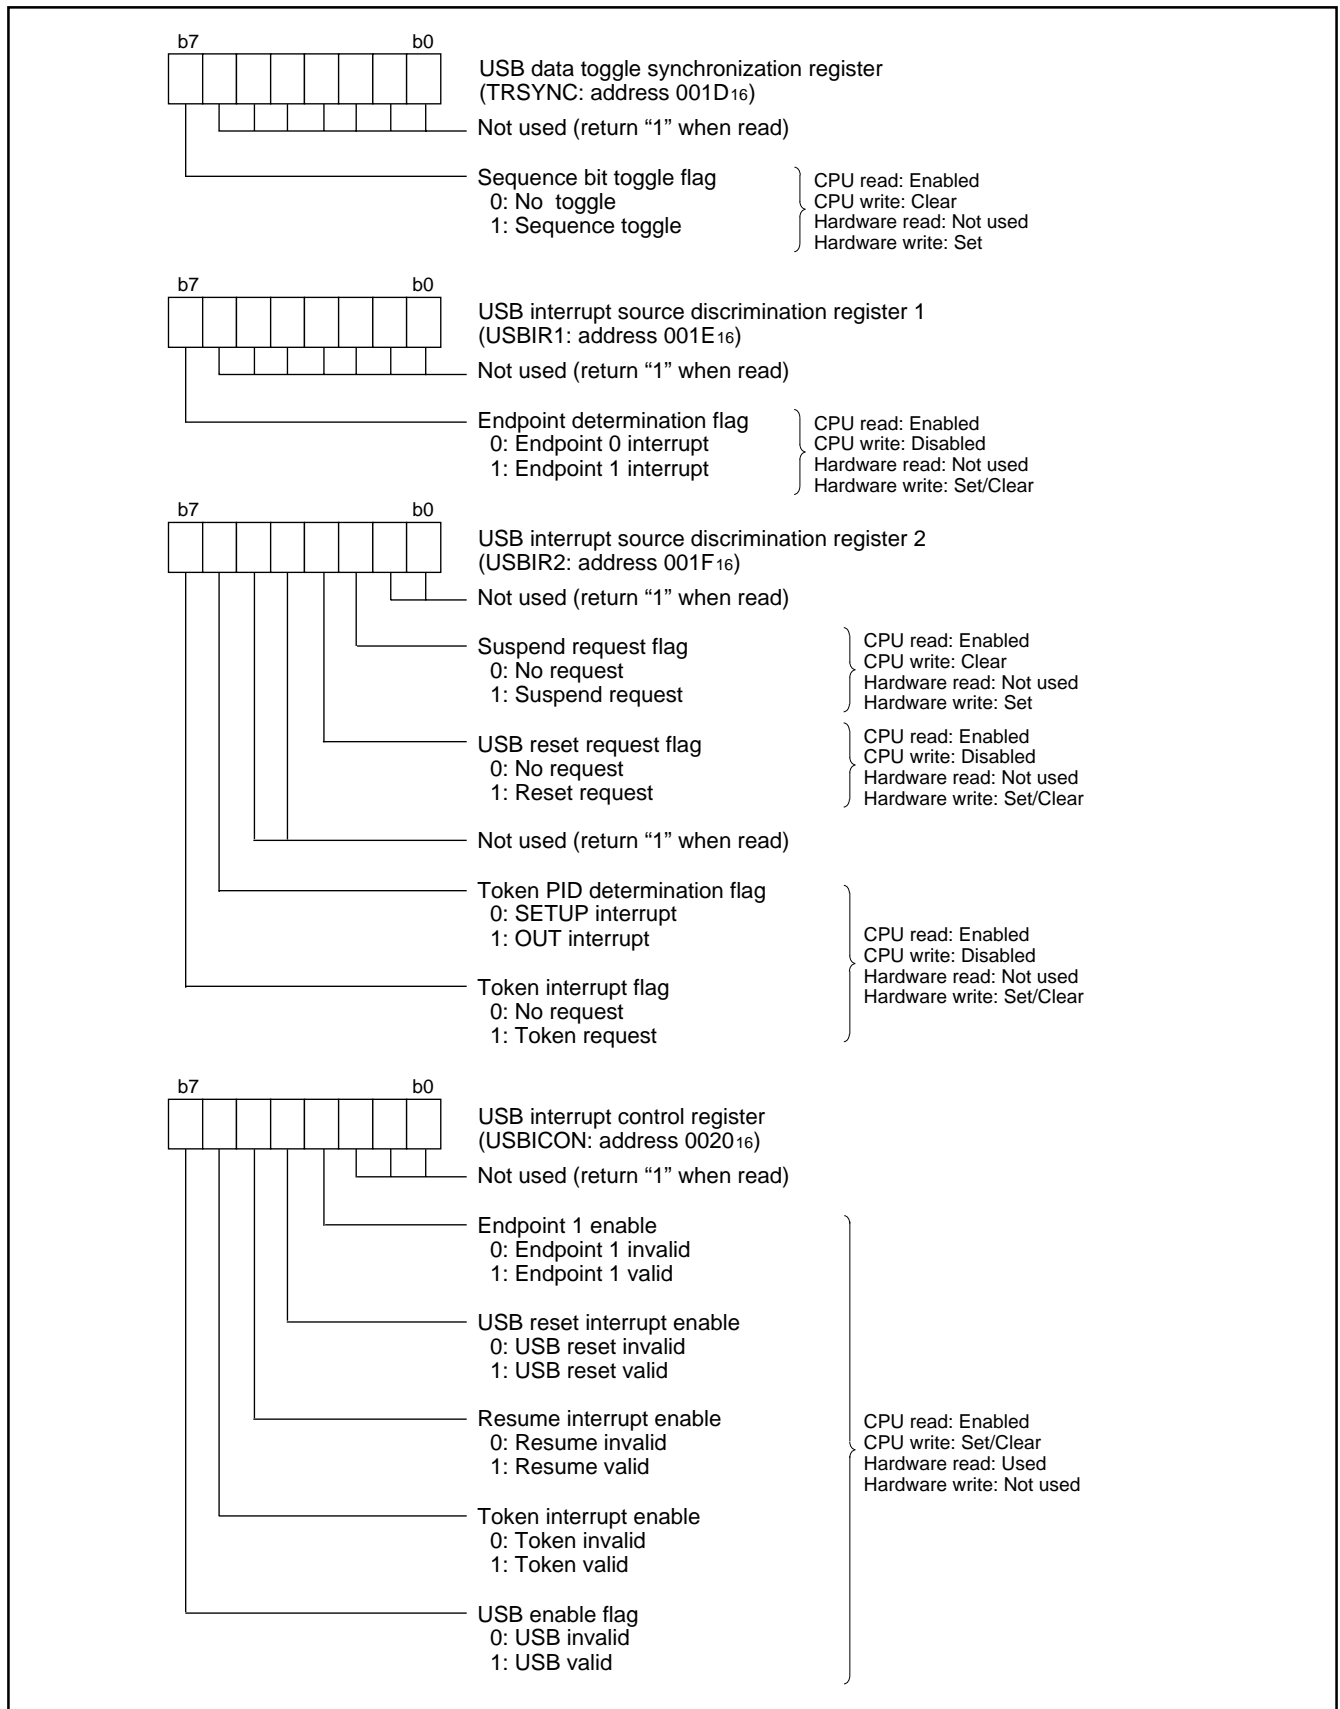 b7 b0
USB data toggle synchronization register
(TRSYNC: address 001D16)
Not used (return “1” when read)
Sequence bit toggle flag
0: No toggle
1: Sequence toggle
CPU read: Enabled
CPU write: Clear
Hardware read: Not used
Hardware write: Set
b7 b0
USB interrupt source discrimination register 1
(USBIR1: address 001E16)
Not used (return “1” when read)
Endpoint determination flag
0: Endpoint 0 interrupt
1: Endpoint 1 interrupt
CPU read: Enabled
CPU write: Disabled
Hardware read: Not used
Hardware write: Set/Clear
b7 b0
USB interrupt source discrimination register 2
(USBIR2: address 001F16)
Not used (return “1” when read)
Suspend request flag
0: No request
1: Suspend request
CPU read: Enabled
CPU write: Clear
Hardware read: Not used
Hardware write: Set
USB reset request flag
0: No request
1: Reset request
CPU read: Enabled
CPU write: Disabled
Hardware read: Not used
Hardware write: Set/Clear
Not used (return “1” when read)
Token PID determination flag
0: SETUP interrupt
1: OUT interrupt
Token interrupt flag
0: No request
1: Token request
CPU read: Enabled
CPU write: Disabled
Hardware read: Not used
Hardware write: Set/Clear
b7 b0
USB interrupt control register
(USBICON: address 002016)
Not used (return “1” when read)
Endpoint 1 enable
0: Endpoint 1 invalid
1: Endpoint 1 valid
USB reset interrupt enable
0: USB reset invalid
1: USB reset valid
Resume interrupt enable
0: Resume invalid
1: Resume valid
Token interrupt enable
0: Token invalid
1: Token valid
USB enable flag
0: USB invalid
1: USB valid
CPU read: Enabled
CPU write: Set/Clear
Hardware read: Used
Hardware write: Not used